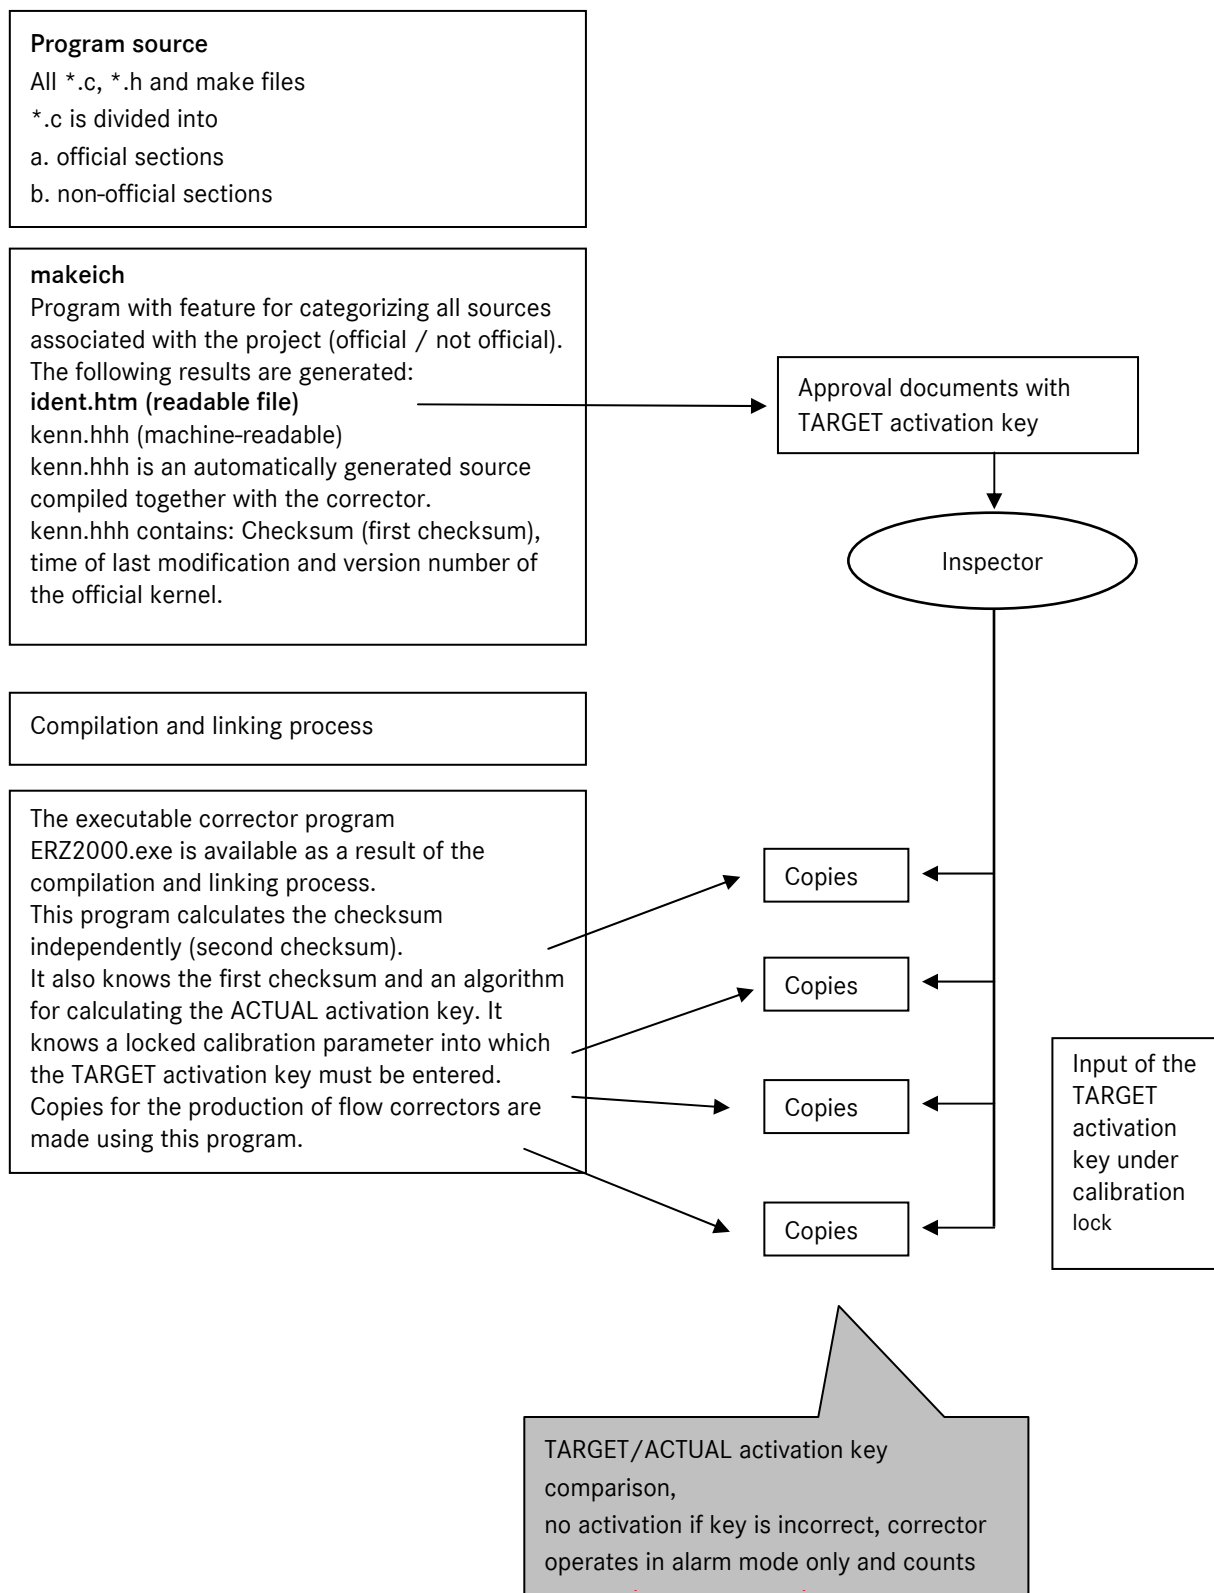 Program source
All *.c, *.h and make files
*.c is divided into
a. official sections
b. non-official sections
makeich
Program with feature for categorizing all sources
associated with the project (official / not official).
The following results are generated:
ident.htm (readable file)
kenn.hhh (machine-readable)
kenn.hhh is an automatically generated source
compiled together with the corrector.
kenn.hhh contains: Checksum (first checksum),
time of last modification and version number of
the official kernel.
Approval documents with
TARGET activation key
Inspector
Compilation and linking process
The executable corrector program
ERZ2000.exe is available as a result of the
compilation and linking process.
This program calculates the checksum
independently (second checksum).
It also knows the first checksum and an algorithm
for calculating the ACTUAL activation key. It
knows a locked calibration parameter into which
the TARGET activation key must be entered.
Copies for the production of flow correctors are
made using this program.
Copies
Copies
Copies
Copies
Input of the
TARGET
activation
key under
calibration
lock
TARGET/ACTUAL activation key
comparison,
no activation if key is incorrect, corrector
operates in alarm mode only and counts